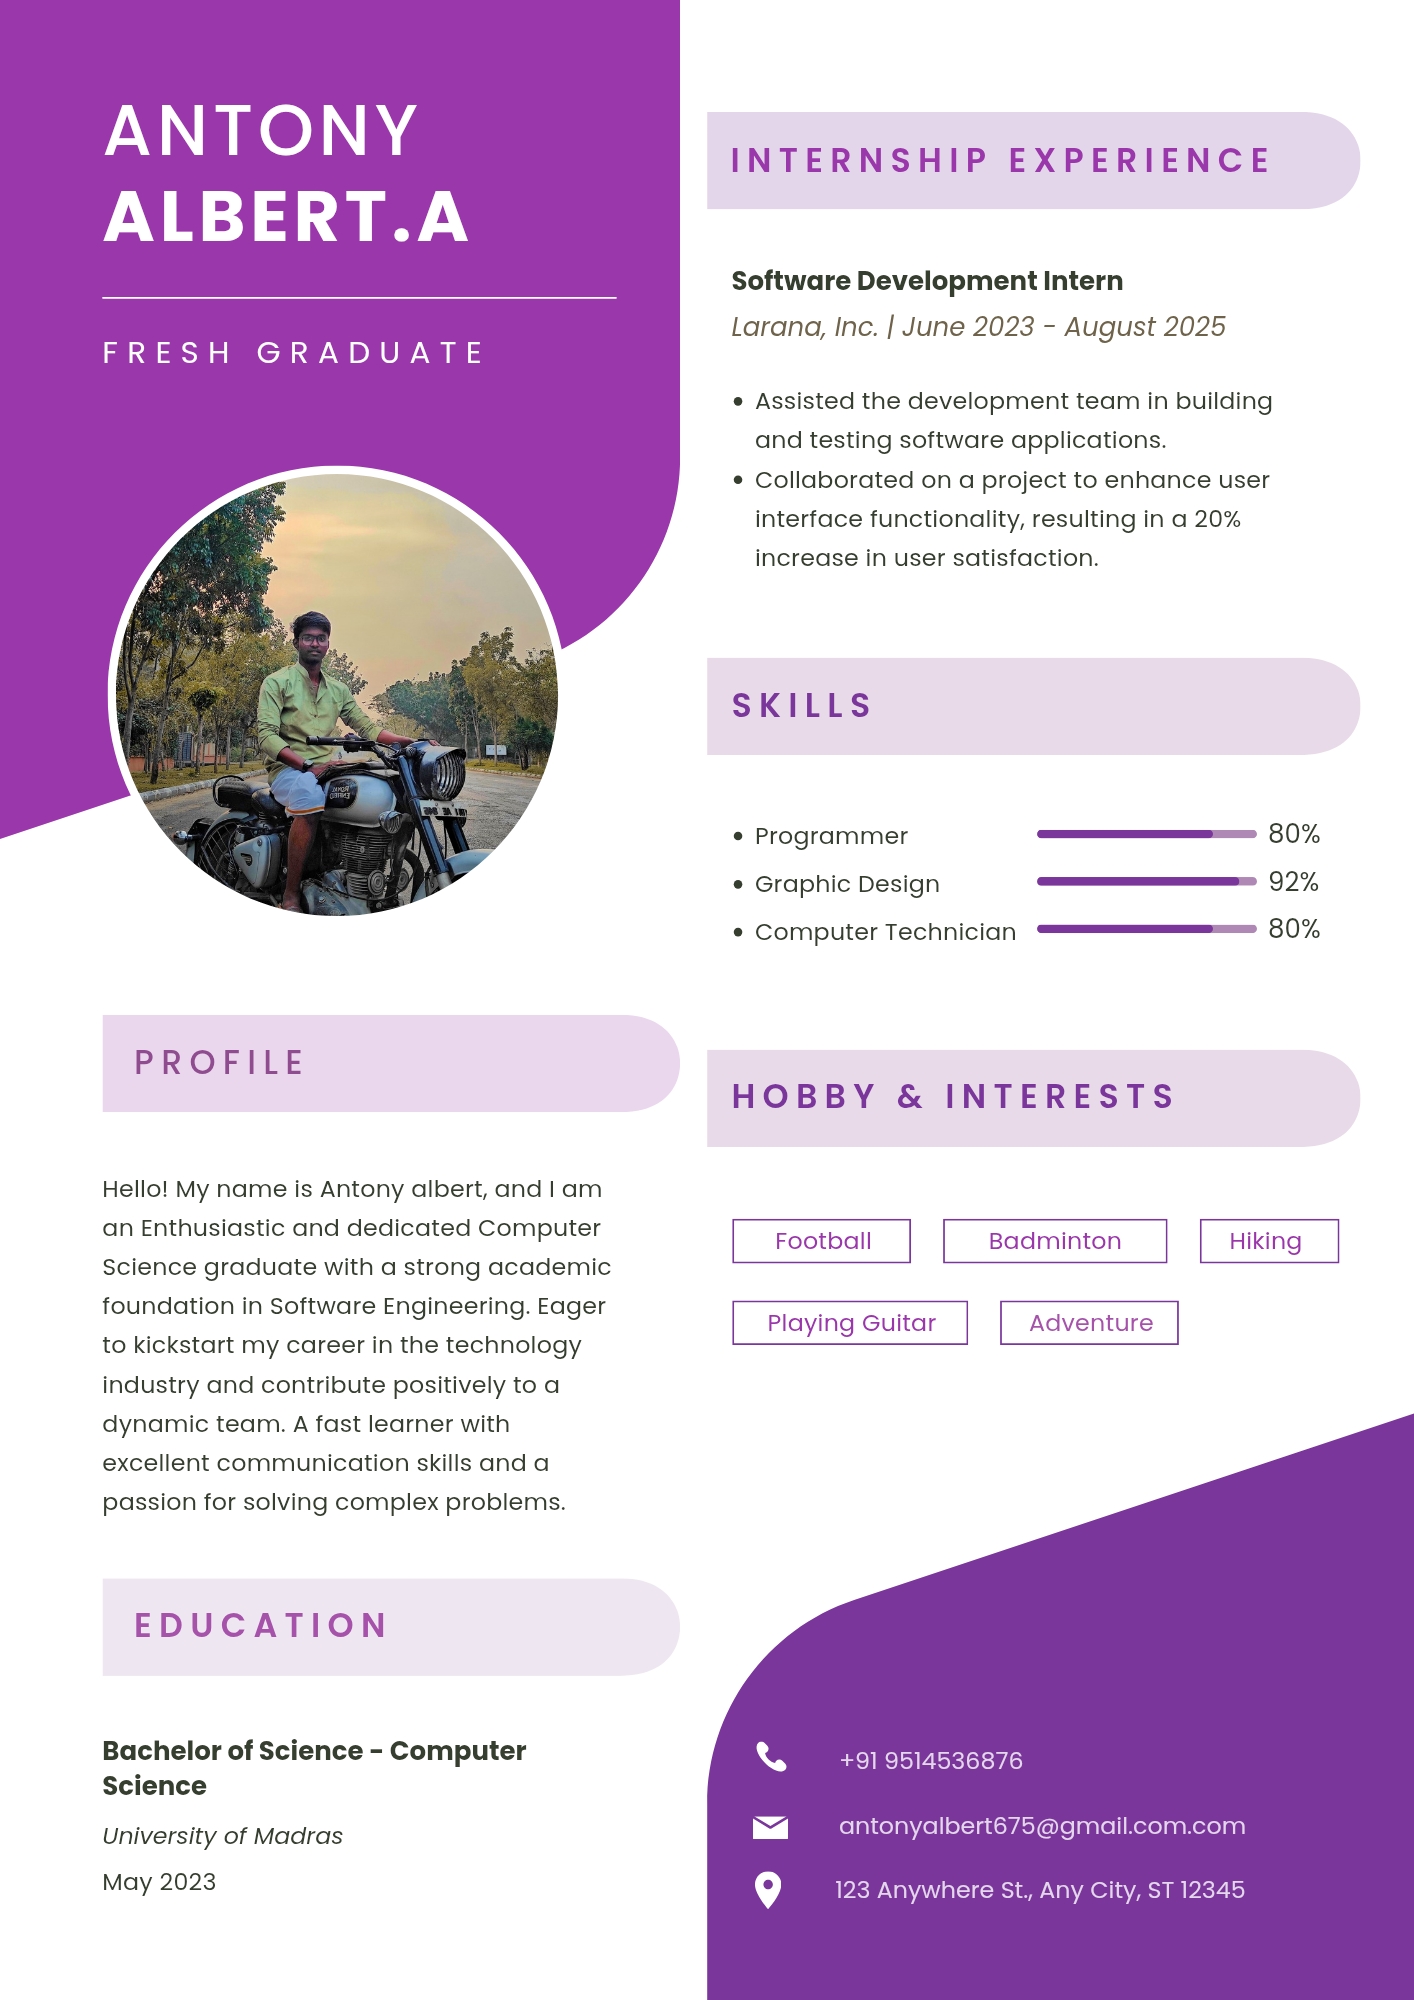 ANTONY
ALBERT.A
FRESH GRADUATE
PROFILE
Hello! My name is Antony albert, and I am
an Enthusiastic and dedicated Computer
Science graduate with a strong academic
foundation in Software Engineering. Eager
to kickstart my career in the technology
industry and contribute positively to a
dynamic team. A fast learner with
excellent communication skills and a
passion for solving complex problems.
EDUCATION
Bachelor of Science - Computer
Science
University of Madras
May 2023
INTERNSHIP EXPERIENCE
Software Development Intern
Larana, Inc. | June 2023 - August 2025
• Assisted the development team in building
and testing software applications.
• Collaborated on a project to enhance user
interface functionality, resulting in a 20%
increase in user satisfaction.
SKILLS
• Programmer 80%
• Graphic Design 92%
• Computer Technician 80%
HOBBY & INTERESTS
Football Badminton Hiking
Playing Guitar Adventure
+91 9514536876
antonyalbert675@gmail.com.com
123 Anywhere St., Any City, ST 12345